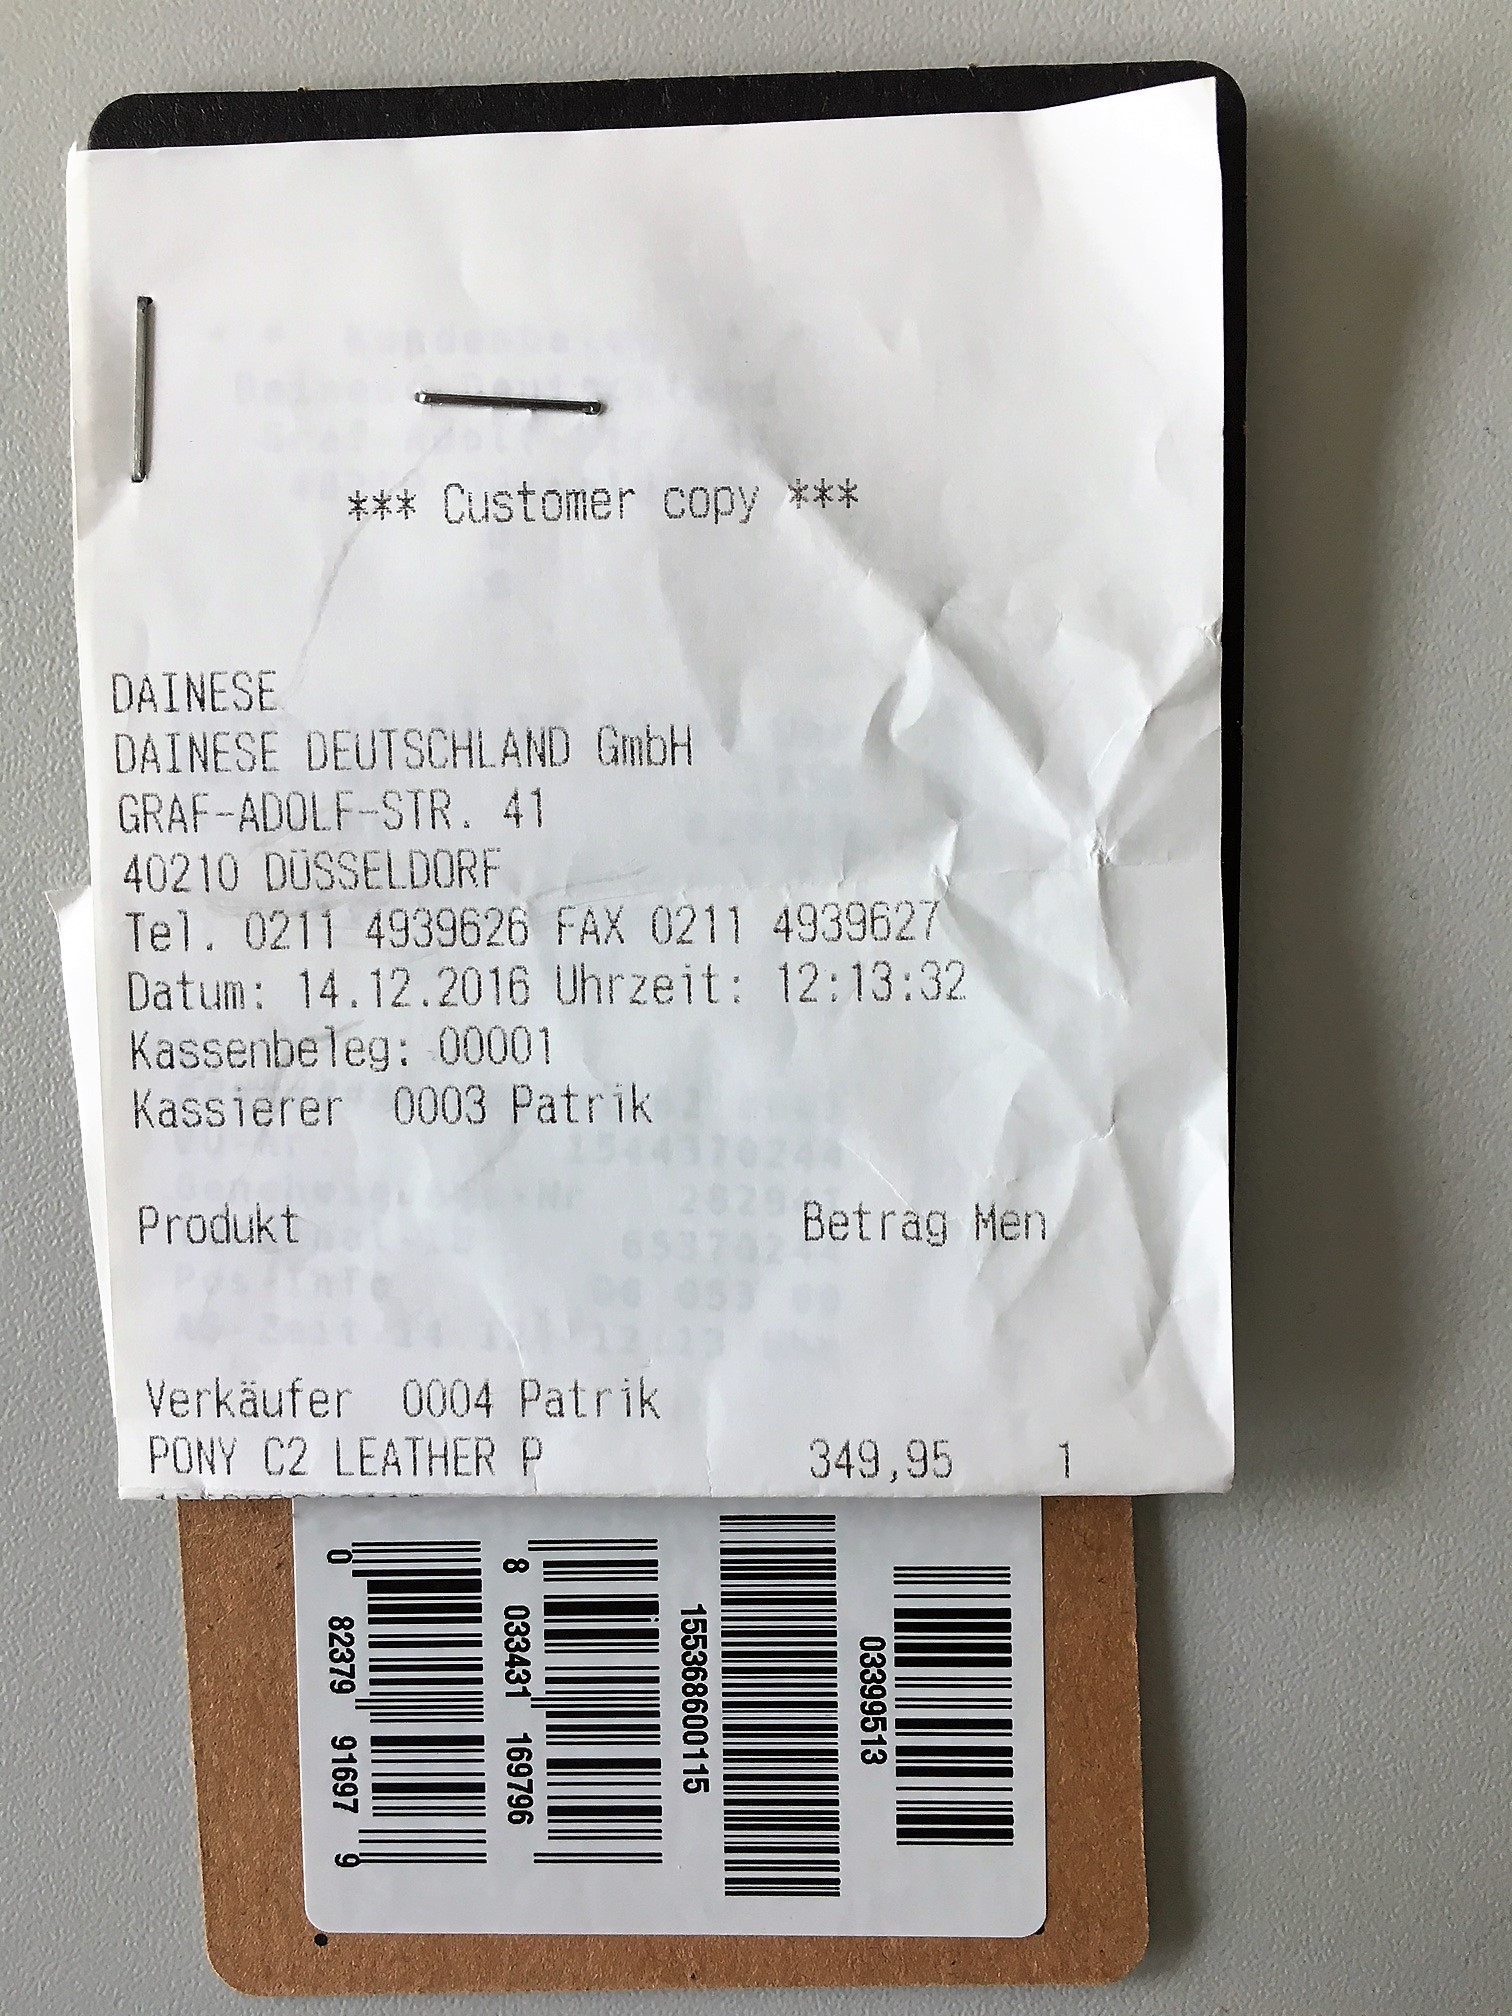 *** Customer copy ***
DAINESE
DAINESE DEUTSCHLAND GmbH
GRAF-ADOLF-STR. 41
40210 DÜSSELDORF
Tel. 0211 4939626 FAX 0211 4939627
Datum: 14.12.2016 Uhrzeit: 12:13:32
Kassenbeleg: 00001
Kassierer 0003 Patrik
Produkt Betrag Men
Verkäufer 0004 Patrik
PONY C2 LEATHER P 349,95 1
03399513
155368600115
8 033431 169796
0 82379 91697 9